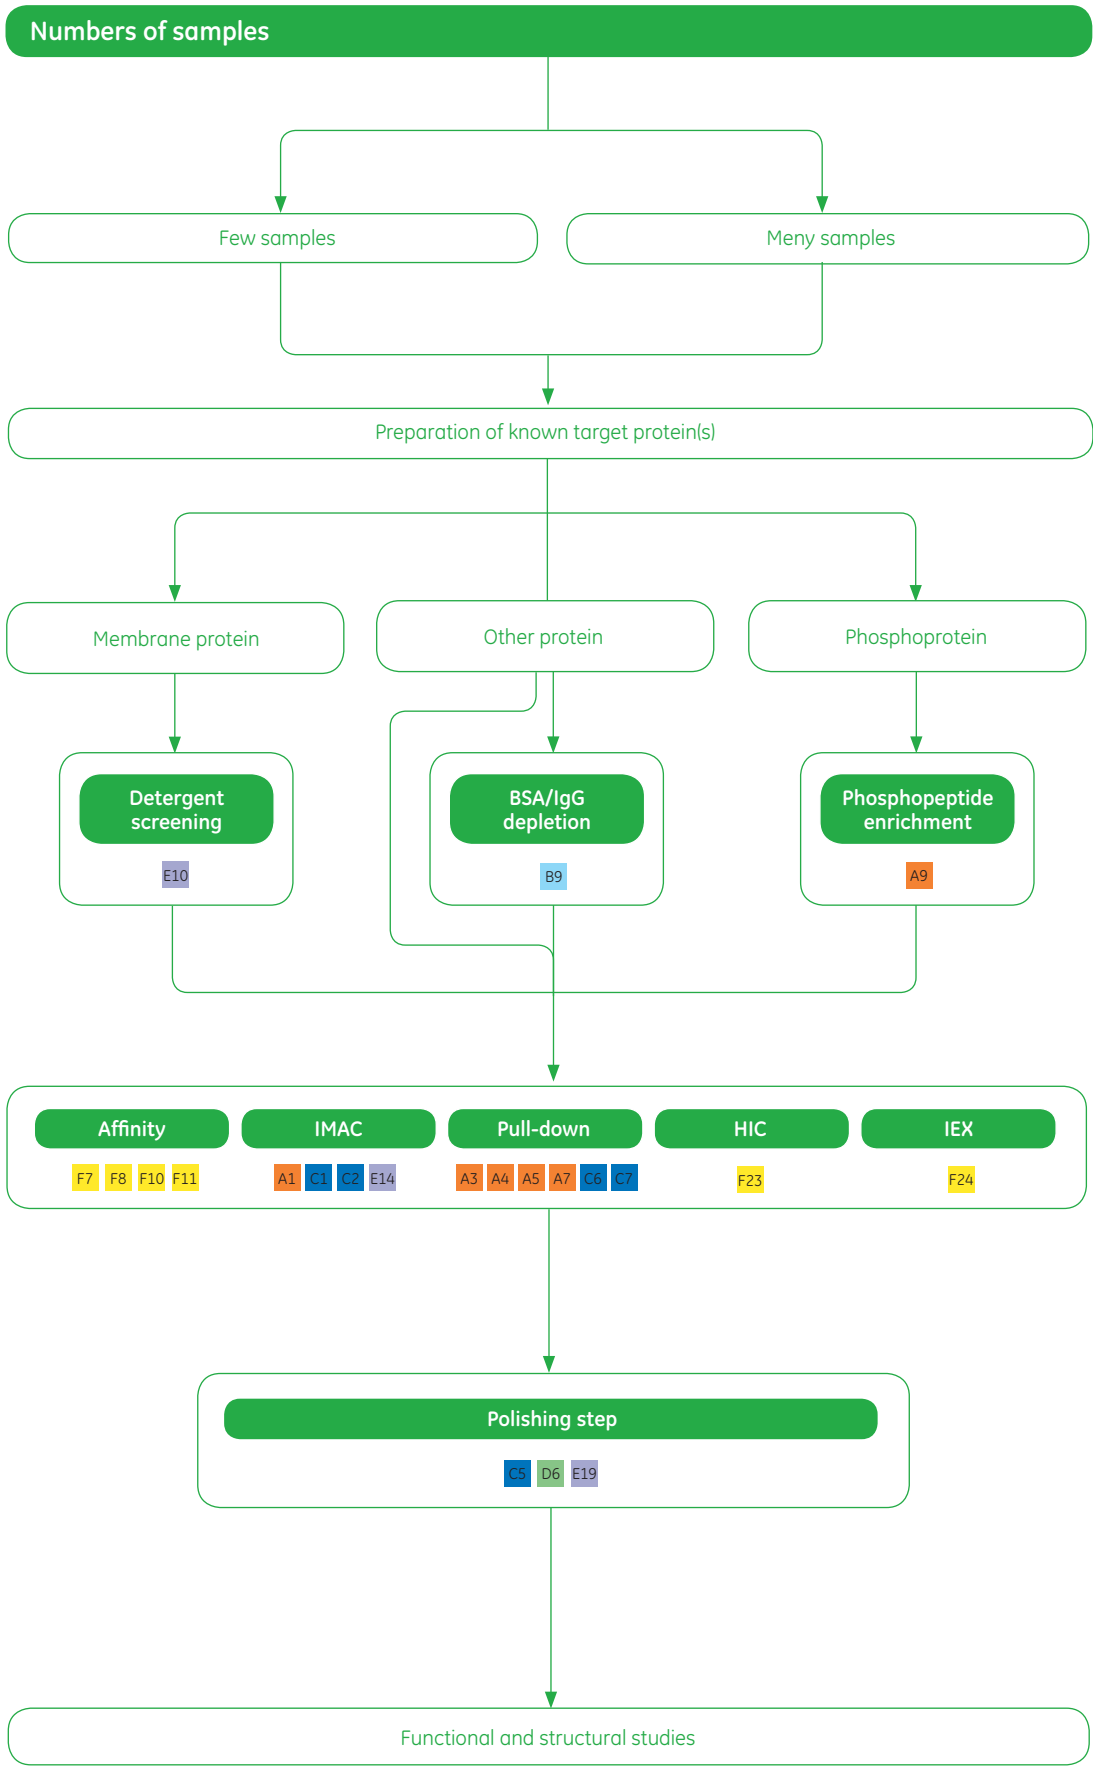 Numbers of samples
Few samples
Meny samples
Preparation of known target protein(s)
Membrane protein
Other protein
Phosphoprotein
Detergent
screening
E10
BSA/IgG
depletion
B9
Phosphopeptide
enrichment
A9
Affinity
IMAC
Pull-down
HIC
IEX
F7 F8 F10 F11
A1 C1 C2 E14
A3 A4 A5 A7 C6 C7
F23
F24
Polishing step
C5 D6 E19
Functional and structural studies